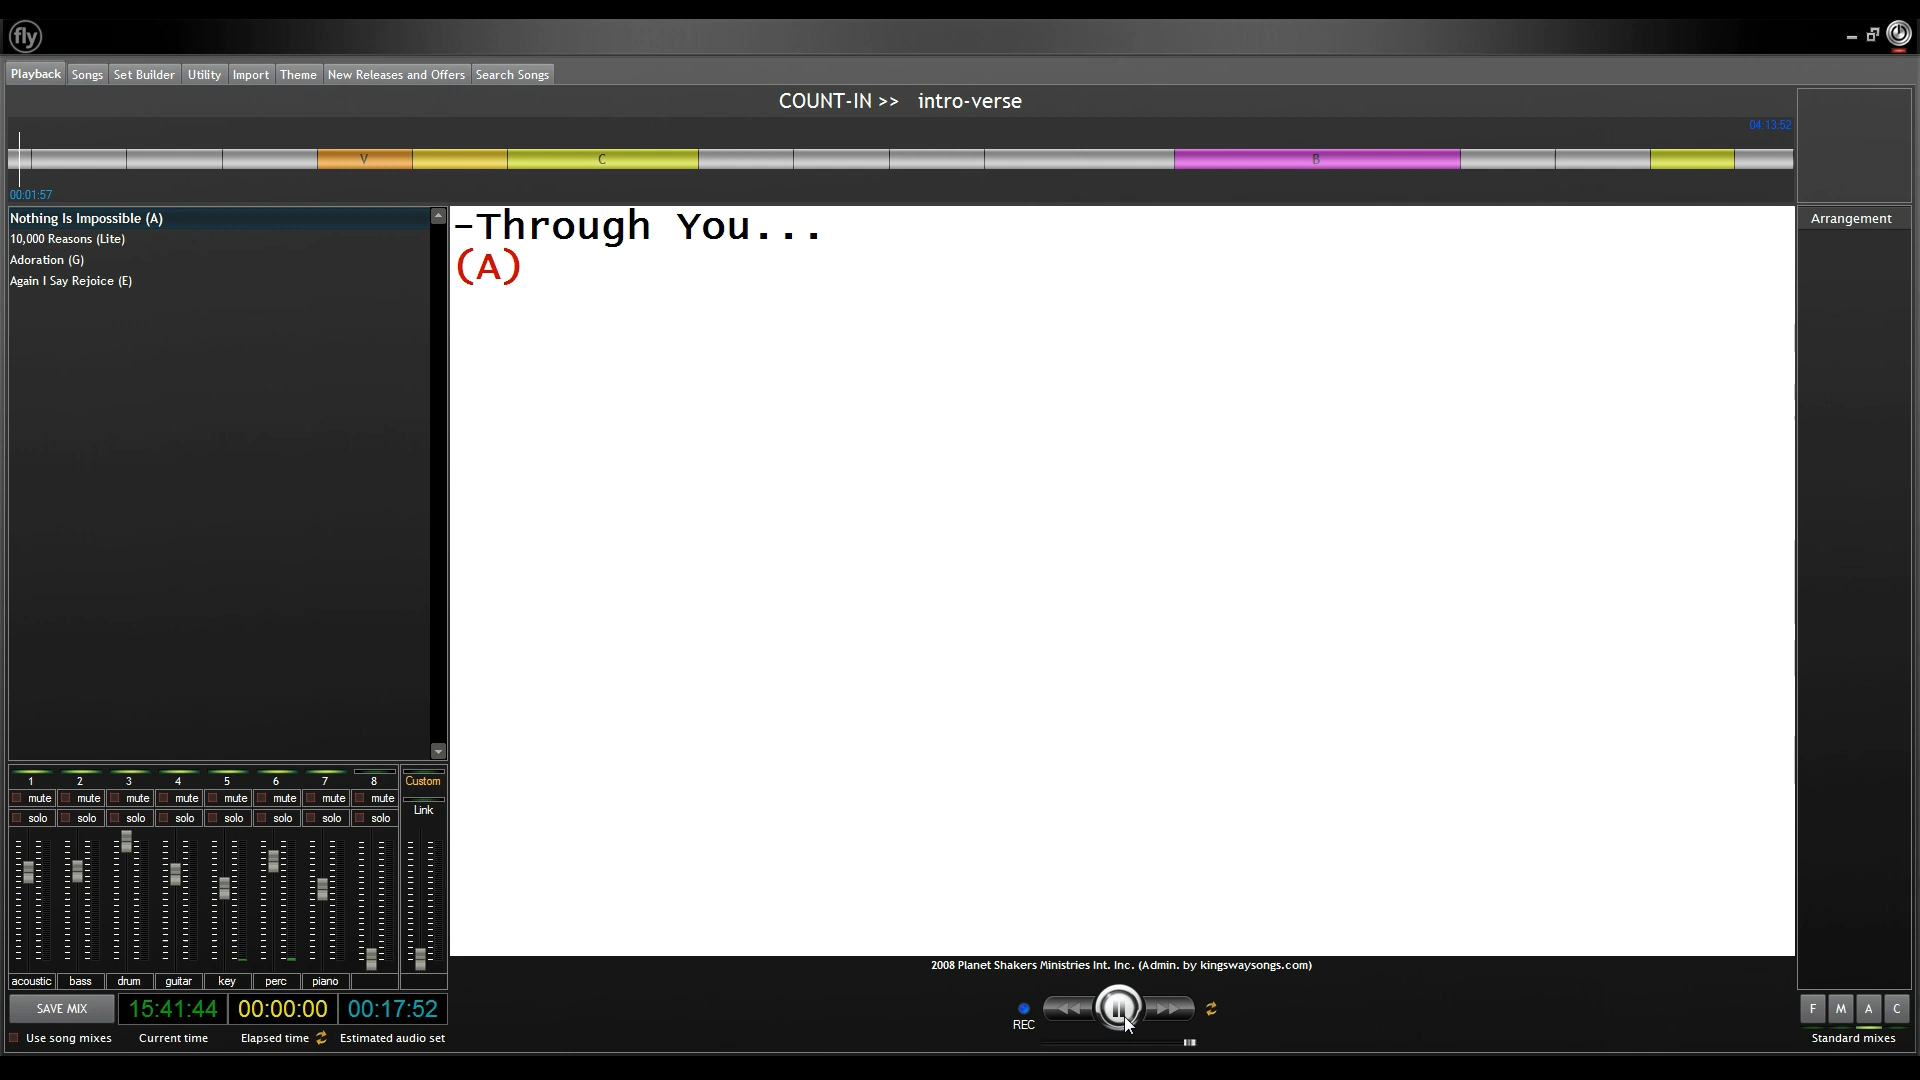 fly
Playback Songs Set Builder Utility Import Theme New Releases and Offers Search Songs
COUNT-IN >> intro-verse
04:13:52
V C B
00:01:57
Nothing Is Impossible (A)
10,000 Reasons (Lite)
Adoration (G)
Again I Say Rejoice (E)
-Through You...
(A)
Arrangement
1 2 3 4 5 6 7 8 Custom
mute mute mute mute mute mute mute mute
Link
solo solo solo solo solo solo solo solo
acoustic bass drum guitar key perc piano
2008 Planet Shakers Ministries Int. Inc. (Admin. by kingswaysongs.com)
SAVE MIX 15:41:44 00:00:00 00:17:52
REC
F M A C
Use song mixes Current time Elapsed time Estimated audio set
Standard mixes